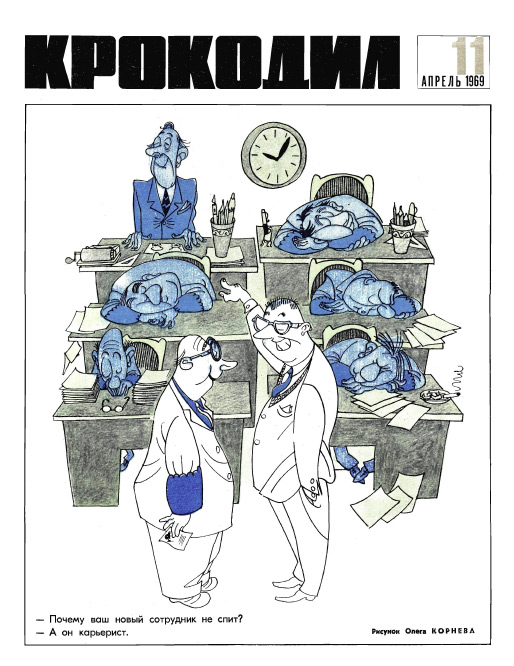 КРОКОДИЛ
11
АПРЕЛЬ 1969
— Почему ваш новый сотрудник не спит?
— А он карьерист.
Рисунок Олега КОРНЕВА